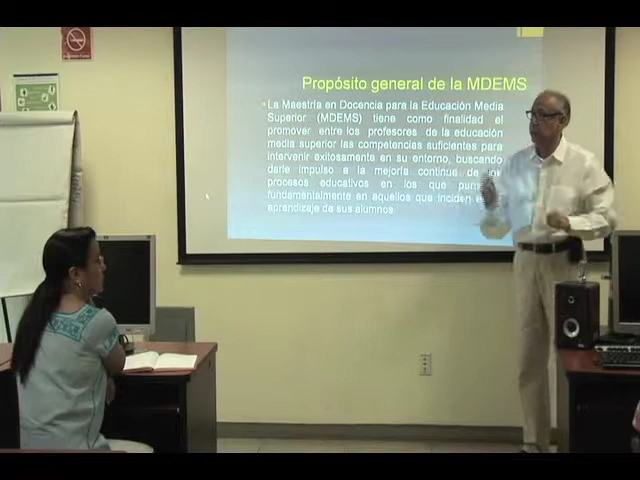 Propósito general de la MDEMS
La Maestría en Docencia para la Educación Media
Superior (MDEMS) tiene como finalidad el
promover entre los profesores de la educación
media superior las competencias suficientes para
intervenir exitosamente en su entorno, buscando
darle impulso a la mejoría continua de los
procesos educativos en los que
fundamentalmente en aquellos que inciden
aprendizaje de sus alumnos